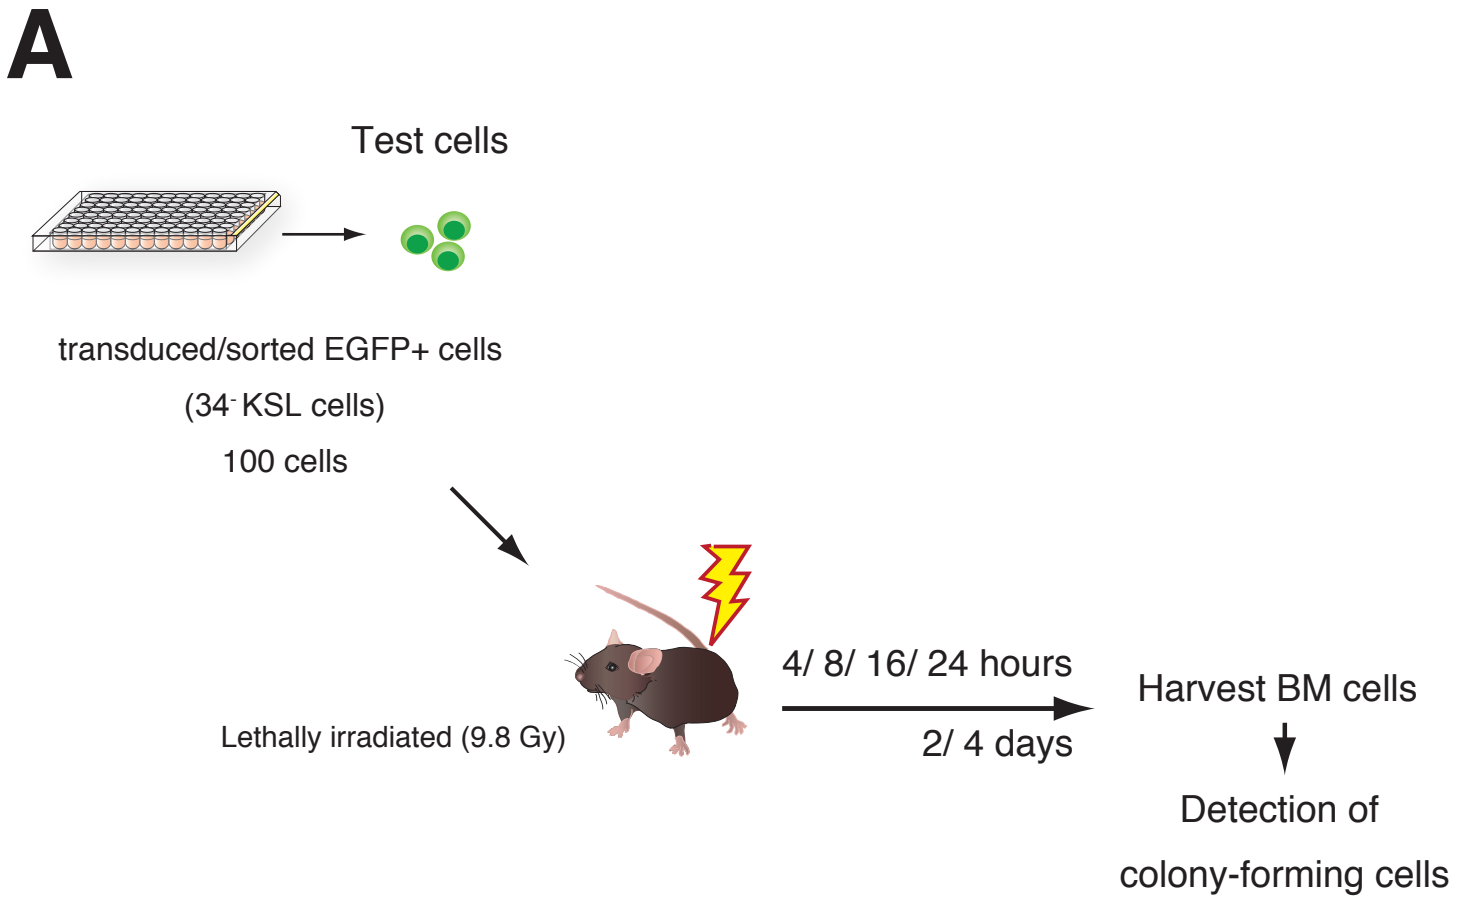 A
Test cells
transduced/sorted EGFP+ cells
(34⁻ KSL cells)
100 cells
4/ 8/ 16/ 24 hours
2/ 4 days
Lethally irradiated (9.8 Gy)
Harvest BM cells
Detection of
colony-forming cells